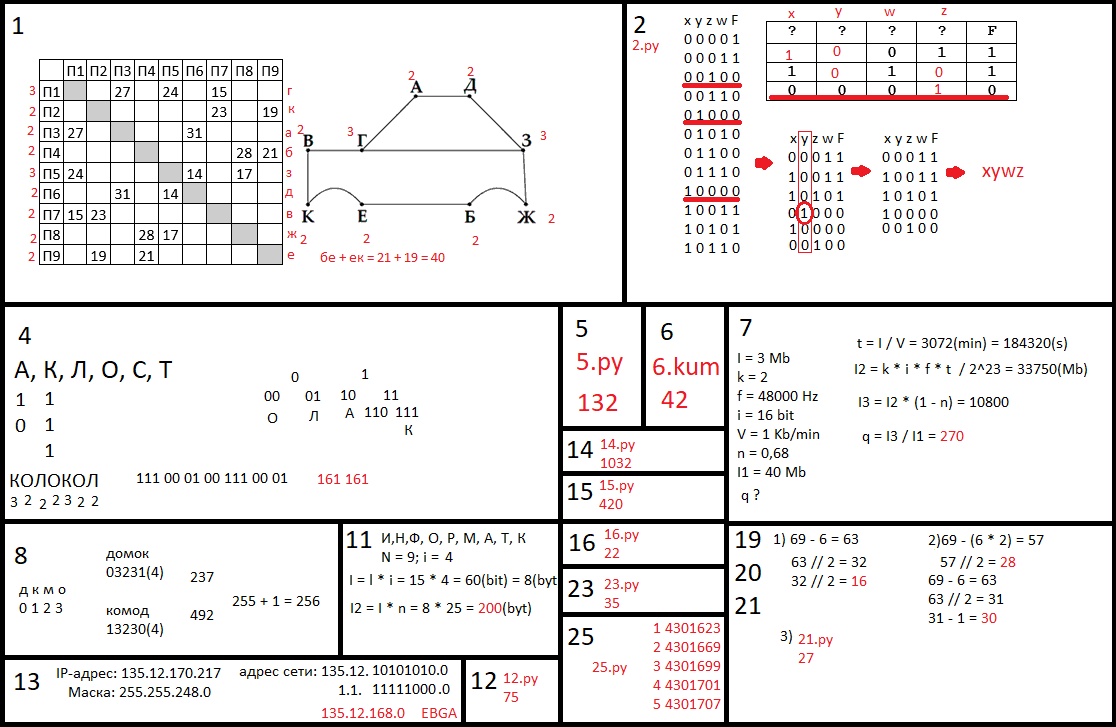 1
П1 П2 П3 П4 П5 П6 П7 П8 П9
3 П1 27 24 15 г
2 П2 23 19 к
2 П3 27 31 а
2 П4 28 21 б
3 П5 24 14 17 з
2 П6 31 14 д
2 П7 15 23 в
2 П8 28 17 ж
2 П9 19 21 е
2 2
А Д
2 3 3
В Г З
К Е Б Ж 2
2 2 2
бе + ек = 21 + 19 = 40
2
2.py
x y z w F
0 0 0 0 1
0 0 0 1 1
0 0 1 0 0
0 0 1 1 0
0 1 0 0 0
0 1 0 1 0
0 1 1 0 0
0 1 1 1 0
1 0 0 0 0
1 0 0 1 1
1 0 1 0 1
1 0 1 1 0
x y w z
? ? ? ? F
1 0 0 1 1
1 0 1 0 1
0 0 0 1 0
x y z w F
0 0 0 1 1
1 0 0 1 1
1 0 1 0 1
0 1 0 0 0
1 0 0 0 0
0 0 1 0 0
x y z w F
0 0 0 1 1
1 0 0 1 1
1 0 1 0 1
1 0 0 0 0
0 0 1 0 0
xywz
4
А, К, Л, О, С, Т
1 1
0 1
1
0 1
00 01 10 11
О Л А 110 111
К
КОЛОКОЛ
3 2 2 2 3 2 2
111 00 01 00 111 00 01
161 161
5
5.py
132
6
6.kum
42
7
I = 3 Mb
k = 2
f = 48000 Hz
i = 16 bit
V = 1 Kb/min
n = 0,68
I1 = 40 Mb
q ?
t = I / V = 3072(min) = 184320(s)
I2 = k * i * f * t / 2^23 = 33750(Mb)
I3 = I2 * (1 - n) = 10800
q = I3 / I1 = 270
14
14.py
1032
15
15.py
420
8
д к м о
0 1 2 3
домок
03231(4)
237
комод
13230(4)
492
255 + 1 = 256
11
И,Н,Ф, О, Р, М, А, Т, К
N = 9; i = 4
I = l * i = 15 * 4 = 60(bit) = 8(byt
I2 = I * n = 8 * 25 = 200(byt)
16
16.py
22
23
23.py
35
25
25.py
1 4301623
2 4301669
3 4301699
4 4301701
5 4301707
19
20
21
1) 69 - 6 = 63
63 // 2 = 32
32 // 2 = 16
2)69 - (6 * 2) = 57
57 // 2 = 28
69 - 6 = 63
63 // 2 = 31
31 - 1 = 30
3) 21.py
27
13
IP-адрес: 135.12.170.217
Маска: 255.255.248.0
адрес сети: 135.12. 10101010.0
1.1. 11111000 .0
135.12.168.0 EBGA
12
12.py
75